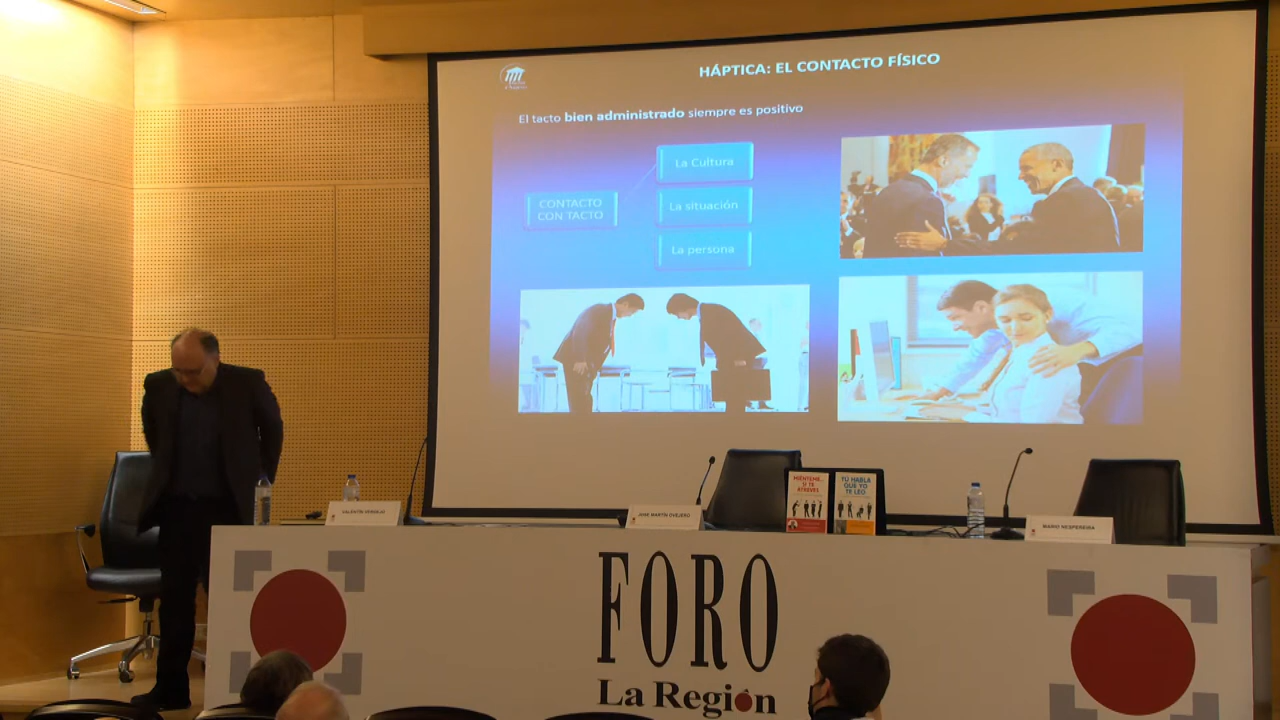 HÁPTICA: EL CONTACTO FÍSICO
El tacto bien administrado siempre es positivo
La Cultura
CONTACTO
CON TACTO
La situación
La persona
MIÉNTEME...
SI TE
ATREVES
TÚ HABLA
QUE YO
TE LEO
JOSÉ MARTÍN OVEJERO
MARIO NESPEREIRA
FORO
La Región